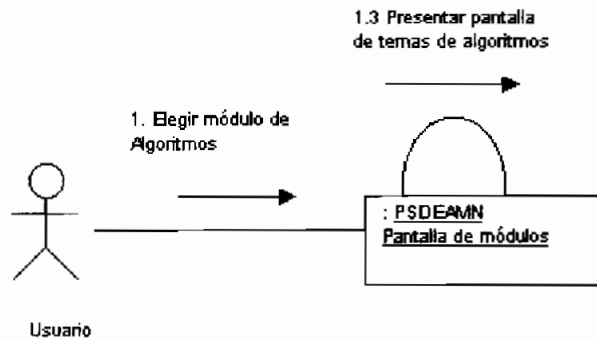 1.3 Presentar pantalla
de temas de algoritmos
1. Elegir módulo de
Algoritmos
: PSDEAMN
Pantalla de módulos
Usuario